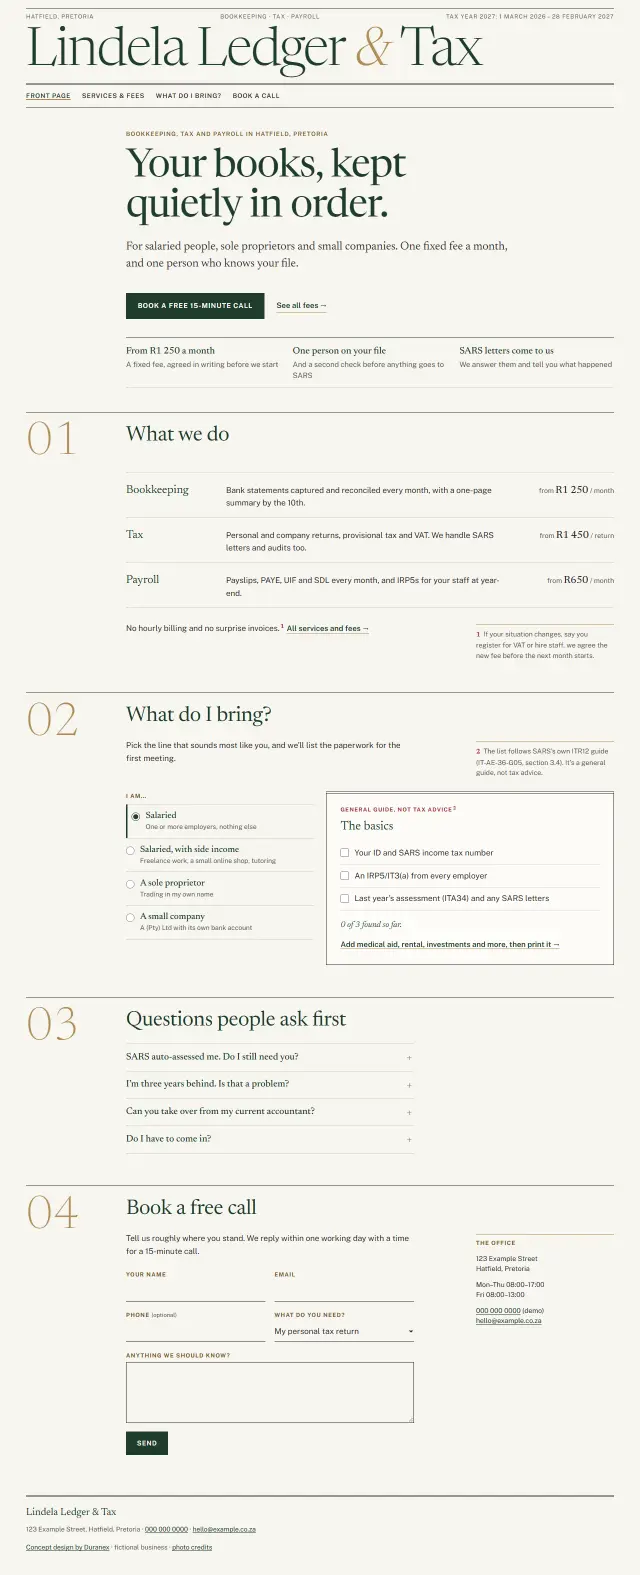 HATFIELD, PRETORIA
BOOKKEEPING · TAX · PAYROLL
TAX YEAR 2027: 1 MARCH 2026 – 28 FEBRUARY 2027
Lindela Ledger & Tax
FRONT PAGE
SERVICES & FEES
WHAT DO I BRING?
BOOK A CALL
BOOKKEEPING, TAX AND PAYROLL IN HATFIELD, PRETORIA
Your books, kept
quietly in order.
For salaried people, sole proprietors and small companies. One fixed fee a month,
and one person who knows your file.
BOOK A FREE 15-MINUTE CALL
See all fees →
From R1 250 a month
A fixed fee, agreed in writing before we start
One person on your file
And a second check before anything goes to
SARS
SARS letters come to us
We answer them and tell you what happened
01
What we do
Bookkeeping
Bank statements captured and reconciled every month, with a one-page
summary by the 10th.
from R1 250 / month
Tax
Personal and company returns, provisional tax and VAT. We handle SARS
letters and audits too.
from R1 450 / return
Payroll
Payslips, PAYE, UIF and SDL every month, and IRP5s for your staff at year-
end.
from R650 / month
No hourly billing and no surprise invoices.1 All services and fees →
1 If your situation changes, say you
register for VAT or hire staff, we agree the
new fee before the next month starts.
02
What do I bring?
Pick the line that sounds most like you, and we'll list the paperwork for the
first meeting.
2 The list follows SARS's own ITR12 guide
(IT-AE-36-G05, section 3.4). It's a general
guide, not tax advice.
I AM…
Salaried
One or more employers, nothing else
Salaried, with side income
Freelance work, a small online shop, tutoring
A sole proprietor
Trading in my own name
A small company
A (Pty) Ltd with its own bank account
GENERAL GUIDE, NOT TAX ADVICE2
The basics
Your ID and SARS income tax number
An IRP5/IT3(a) from every employer
Last year's assessment (ITA34) and any SARS letters
0 of 3 found so far.
Add medical aid, rental, investments and more, then print it →
03
Questions people ask first
SARS auto-assessed me. Do I still need you?
+
I'm three years behind. Is that a problem?
+
Can you take over from my current accountant?
+
Do I have to come in?
+
04
Book a free call
Tell us roughly where you stand. We reply within one working day with a time
for a 15-minute call.
YOUR NAME
EMAIL
PHONE (optional)
WHAT DO YOU NEED?
My personal tax return
ANYTHING WE SHOULD KNOW?
SEND
THE OFFICE
123 Example Street
Hatfield, Pretoria
Mon–Thu 08:00–17:00
Fri 08:00–13:00
000 000 0000 (demo)
hello@example.co.za
Lindela Ledger & Tax
123 Example Street, Hatfield, Pretoria · 000 000 0000 · hello@example.co.za
Concept design by Duranex · fictional business · photo credits